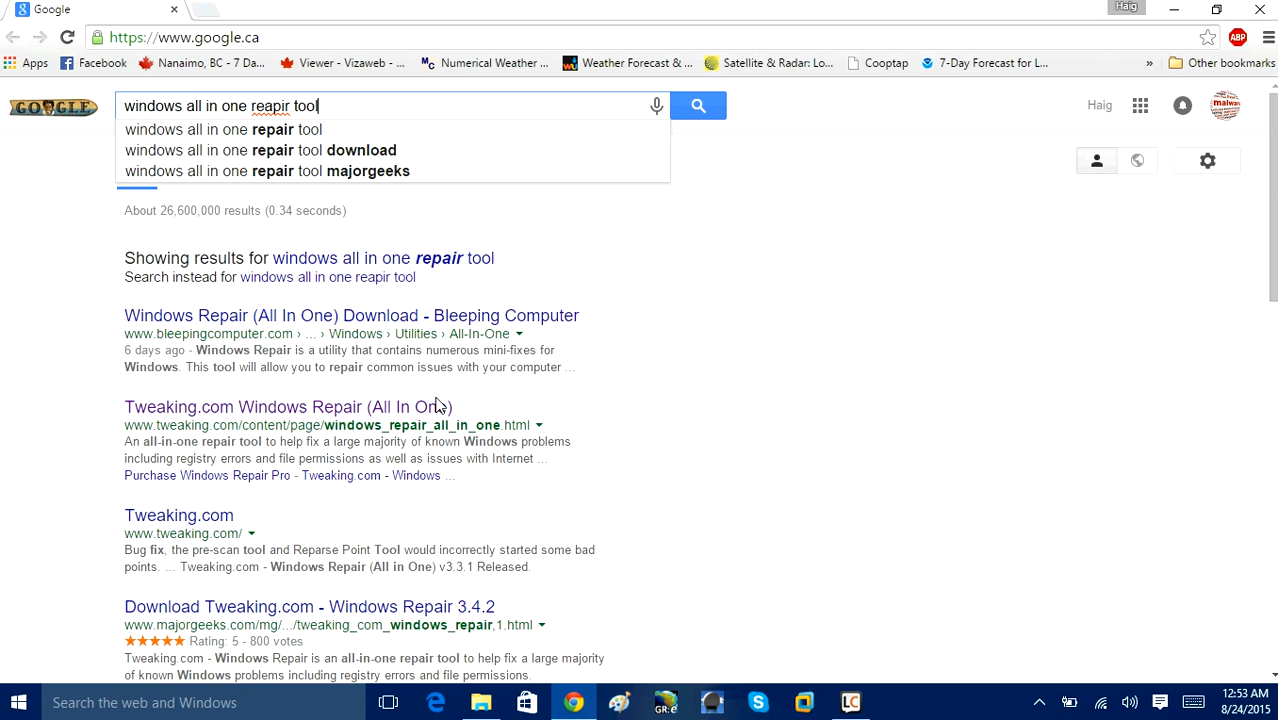 Google
Haig
https://www.google.ca
ABP
Apps
Facebook
Nanaimo, BC - 7 Da...
Viewer - Vizaweb - ...
Numerical Weather ...
Weather Forecast & ...
Satellite & Radar: Lo...
Cooptap
7-Day Forecast for L...
»
Other bookmarks
GOOGLE
windows all in one reapir tool
Haig
malware
windows all in one repair tool
windows all in one repair tool download
windows all in one repair tool majorgeeks
About 26,600,000 results (0.34 seconds)
Showing results for windows all in one repair tool
Search instead for windows all in one reapir tool
Windows Repair (All In One) Download - Bleeping Computer
www.bleepingcomputer.com › ... › Windows › Utilities › All-In-One
6 days ago - Windows Repair is a utility that contains numerous mini-fixes for
Windows. This tool will allow you to repair common issues with your computer ...
Tweaking.com Windows Repair (All In One)
www.tweaking.com/content/page/windows_repair_all_in_one.html
An all-in-one repair tool to help fix a large majority of known Windows problems
including registry errors and file permissions as well as issues with Internet ...
Purchase Windows Repair Pro - Tweaking.com - Windows ...
Tweaking.com
www.tweaking.com/
Bug fix, the pre-scan tool and Reparse Point Tool would incorrectly started some bad
points. ... Tweaking.com - Windows Repair (All in One) v3.3.1 Released.
Download Tweaking.com - Windows Repair 3.4.2
www.majorgeeks.com/mg/.../tweaking_com_windows_repair,1.html
Rating: 5 - 800 votes
Tweaking.com - Windows Repair is an all-in-one repair tool to help fix a large majority
of known Windows problems including registry errors and file permissions.
Search the web and Windows
GR:e
LC
12:53 AM
8/24/2015